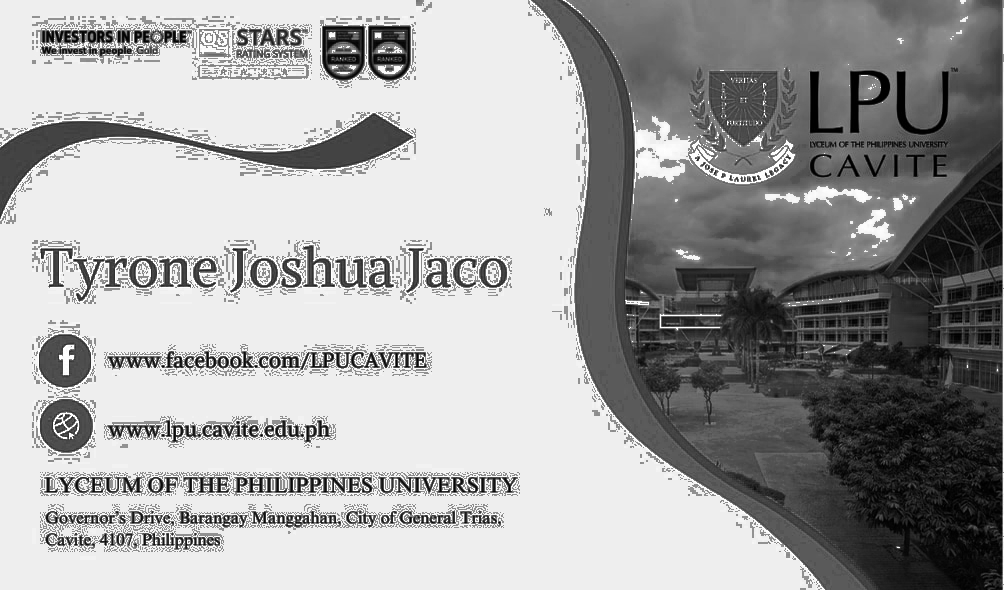 INVESTORS IN PEOPLE
We invest in people Gold
QS STARS™
RATING SYSTEM
RANKED
RANKED
VERITAS
ET
FORTITUDO
A JOSE P LAUREL LEGACY
LPU™
LYCEUM OF THE PHILIPPINES UNIVERSITY
CAVITE
Tyrone Joshua Jaco
www.facebook.com/LPUCAVITE
www.lpu.cavite.edu.ph
LYCEUM OF THE PHILIPPINES UNIVERSITY
Governor's Drive, Barangay Manggahan, City of General Trias,
Cavite, 4107, Philippines